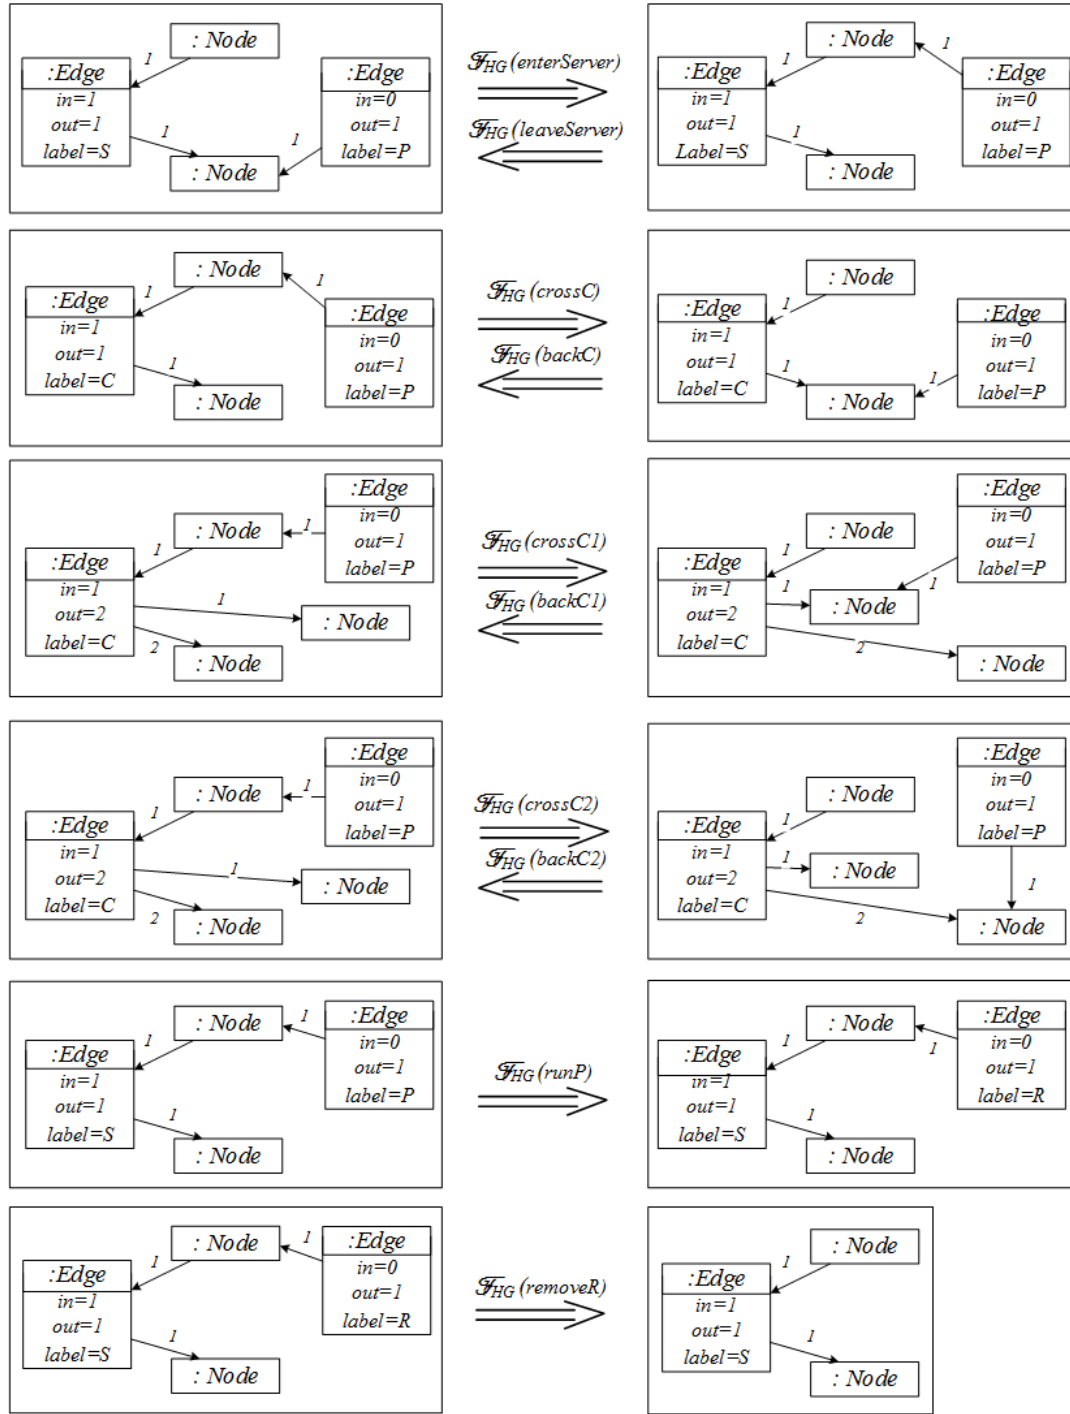 : Node
1
:Edge
in=1
out=1
label=S
1
: Node
1
:Edge
in=0
out=1
label=P
ℱHG (enterServer)
ℱHG (leaveServer)
: Node
1
1
:Edge
in=1
out=1
Label=S
1
: Node
:Edge
in=0
out=1
label=P
: Node
1
1
:Edge
in=1
out=1
label=C
1
: Node
:Edge
in=0
out=1
label=P
ℱHG (crossC)
ℱHG (backC)
: Node
1
:Edge
in=1
out=1
label=C
1
: Node
1
:Edge
in=0
out=1
label=P
: Node
1
1
:Edge
in=0
out=1
label=P
:Edge
in=1
out=2
label=C
1
: Node
2
: Node
ℱHG (crossC1)
ℱHG (backC1)
: Node
1
:Edge
in=0
out=1
label=P
:Edge
in=1
out=2
label=C
1
: Node
1
2
: Node
: Node
1
1
:Edge
in=0
out=1
label=P
:Edge
in=1
out=2
label=C
1
: Node
2
: Node
ℱHG (crossC2)
ℱHG (backC2)
: Node
1
:Edge
in=0
out=1
label=P
:Edge
in=1
out=2
label=C
1
: Node
1
2
: Node
: Node
1
1
:Edge
in=0
out=1
label=P
:Edge
in=1
out=1
label=S
1
: Node
ℱHG (runP)
: Node
1
1
:Edge
in=0
out=1
label=R
:Edge
in=1
out=1
label=S
1
: Node
: Node
1
1
:Edge
in=0
out=1
label=R
:Edge
in=1
out=1
label=S
1
: Node
ℱHG (removeR)
: Node
1
:Edge
in=1
out=1
label=S
1
: Node